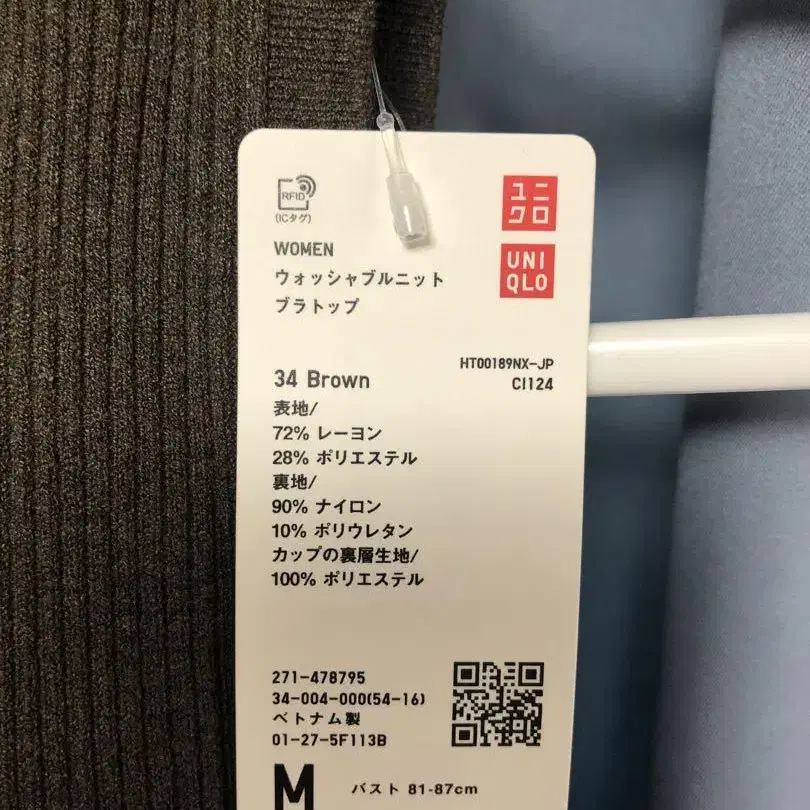 RFID
(ICタグ)
ユニ
クロ
UNI
QLO
WOMEN
ウォッシャブルニット
ブラトップ
HT00189NX-JP
CI124
34 Brown
表地/
72% レーヨン
28% ポリエステル
裏地/
90% ナイロン
10% ポリウレタン
カップの裏層生地/
100% ポリエステル
271-478795
34-004-000(54-16)
ベトナム製
01-27-5F113B
M バスト 81-87cm